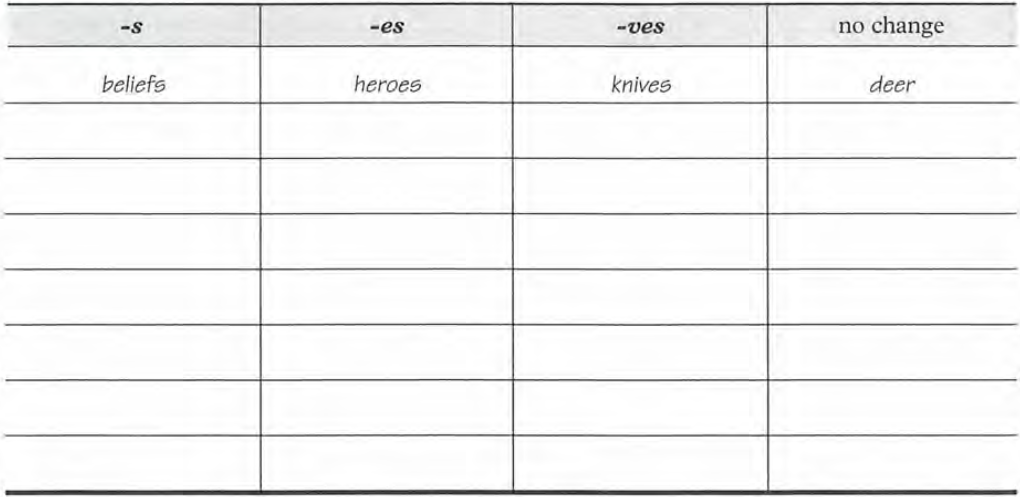 -s -es -ves no change
beliefs heroes knives deer